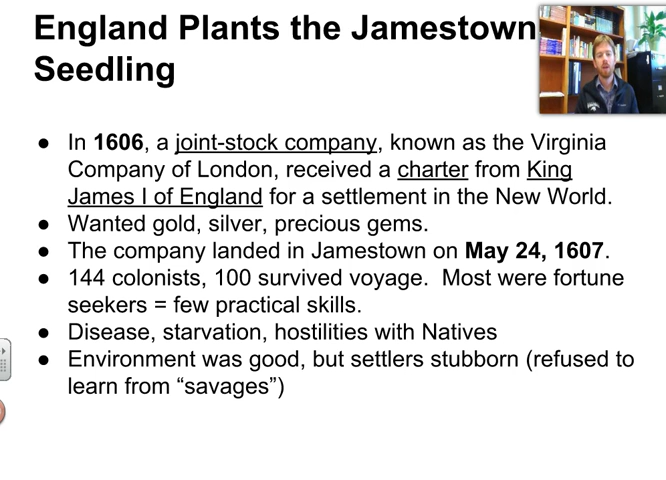 England Plants the Jamestown
Seedling
● In 1606, a joint-stock company, known as the Virginia
Company of London, received a charter from King
James I of England for a settlement in the New World.
● Wanted gold, silver, precious gems.
● The company landed in Jamestown on May 24, 1607.
● 144 colonists, 100 survived voyage.  Most were fortune
seekers = few practical skills.
● Disease, starvation, hostilities with Natives
● Environment was good, but settlers stubborn (refused to
learn from “savages”)